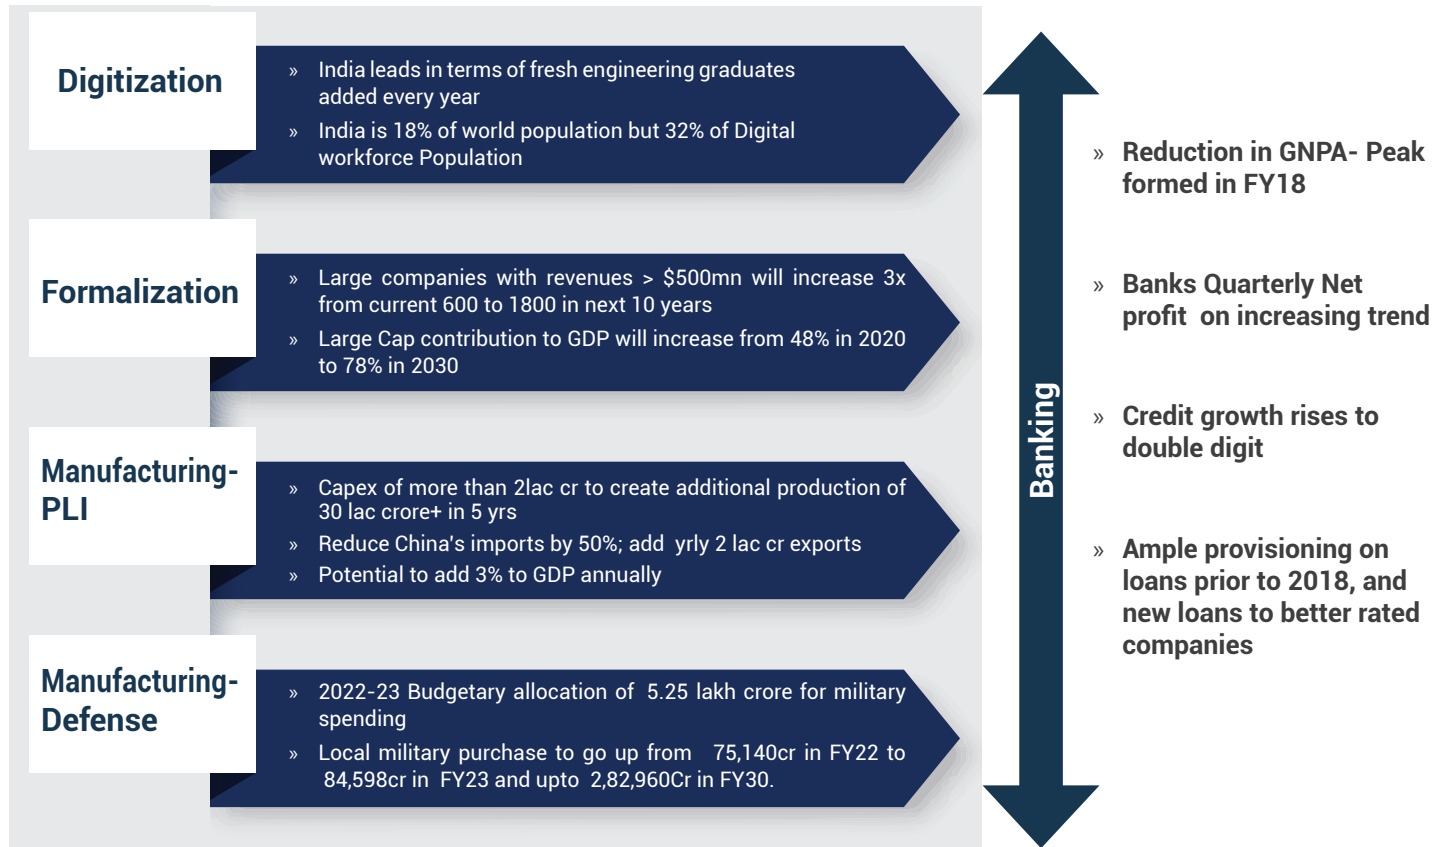 Digitization
» India leads in terms of fresh engineering graduates
added every year
» India is 18% of world population but 32% of Digital
workforce Population
Formalization
» Large companies with revenues > $500mn will increase 3x
from current 600 to 1800 in next 10 years
» Large Cap contribution to GDP will increase from 48% in 2020
to 78% in 2030
Manufacturing-
PLI
» Capex of more than 2lac cr to create additional production of
30 lac crore+ in 5 yrs
» Reduce China's imports by 50%; add yrly 2 lac cr exports
» Potential to add 3% to GDP annually
Manufacturing-
Defense
» 2022-23 Budgetary allocation of 5.25 lakh crore for military
spending
» Local military purchase to go up from 75,140cr in FY22 to
84,598cr in FY23 and upto 2,82,960Cr in FY30.
Banking
» Reduction in GNPA- Peak
formed in FY18
» Banks Quarterly Net
profit on increasing trend
» Credit growth rises to
double digit
» Ample provisioning on
loans prior to 2018, and
new loans to better rated
companies